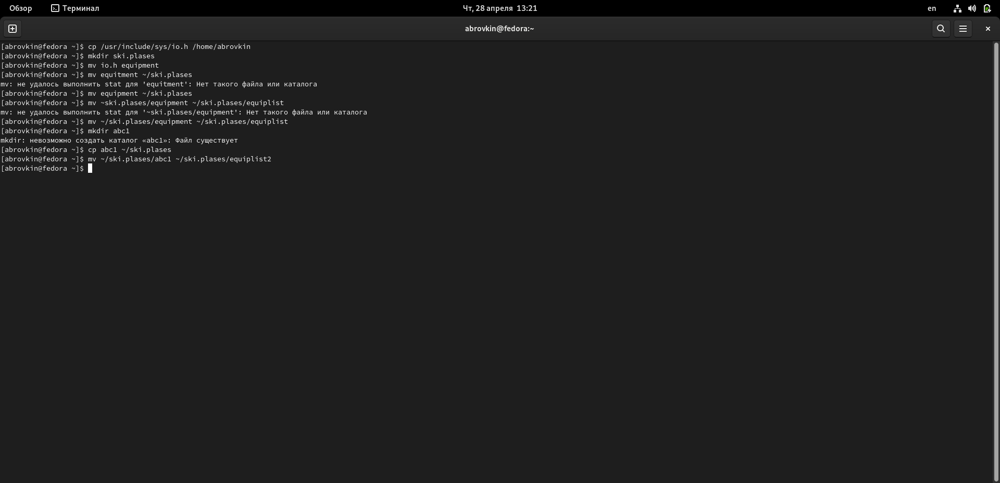 Обзор Терминал Чт, 28 апреля 13:21 en
abrovkin@fedora:~
[abrovkin@fedora ~]$ cp /usr/include/sys/io.h /home/abrovkin
[abrovkin@fedora ~]$ mkdir ski.plases
[abrovkin@fedora ~]$ mv io.h equipment
[abrovkin@fedora ~]$ mv equitment ~/ski.plases
mv: не удалось выполнить stat для 'equitment': Нет такого файла или каталога
[abrovkin@fedora ~]$ mv equipment ~/ski.plases
[abrovkin@fedora ~]$ mv ~ski.plases/equipment ~/ski.plases/equiplist
mv: не удалось выполнить stat для '~ski.plases/equipment': Нет такого файла или каталога
[abrovkin@fedora ~]$ mv ~/ski.plases/equipment ~/ski.plases/equiplist
[abrovkin@fedora ~]$ mkdir abc1
mkdir: невозможно создать каталог «abc1»: Файл существует
[abrovkin@fedora ~]$ cp abc1 ~/ski.plases
[abrovkin@fedora ~]$ mv ~/ski.plases/abc1 ~/ski.plases/equiplist2
[abrovkin@fedora ~]$